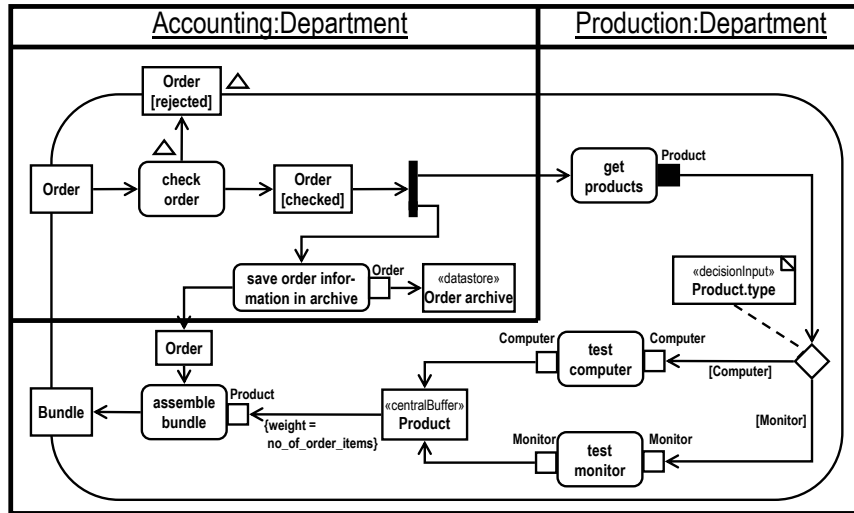 Accounting:Department
Production:Department
Order
[rejected]
Order
check
order
Order
[checked]
get
products
Product
save order infor-
mation in archive
Order
«datastore»
Order archive
«decisionInput»
Product.type
Order
Computer
test
computer
Computer
[Computer]
Bundle
assemble
bundle
Product
{weight =
no_of_order_items}
«centralBuffer»
Product
[Monitor]
Monitor
test
monitor
Monitor